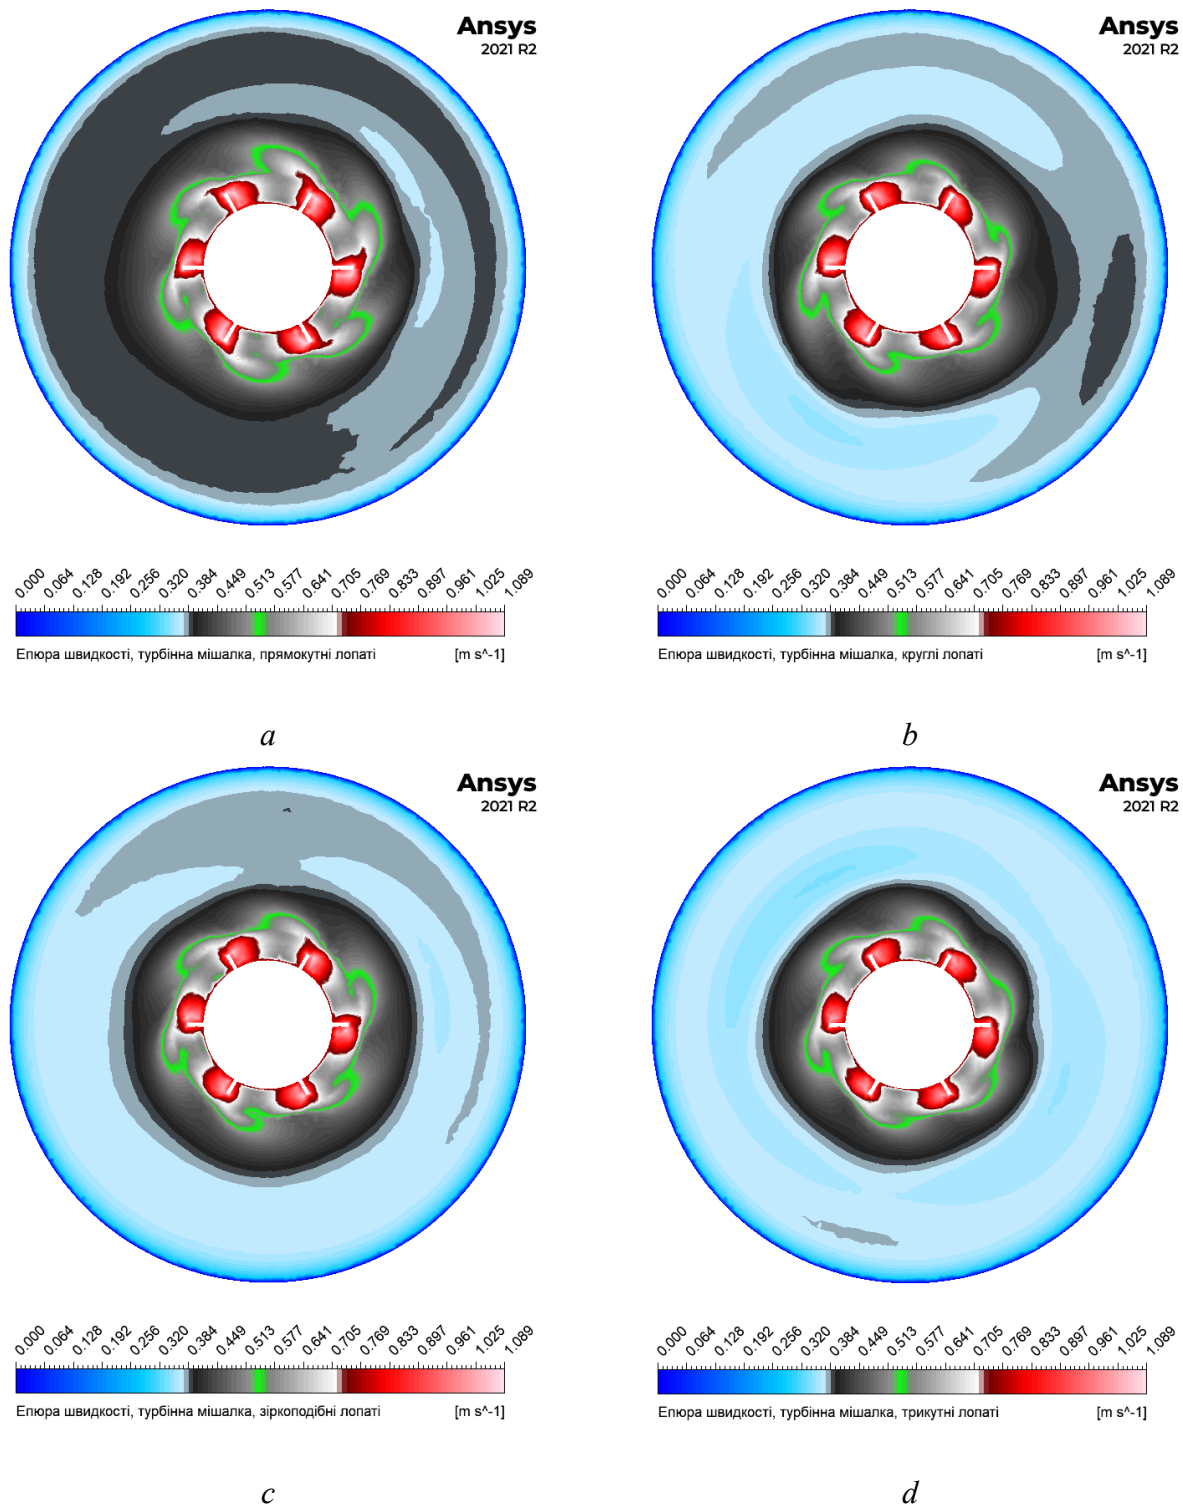 Ansys
2021 R2
0.000 0.064 0.128 0.192 0.256 0.320 0.384 0.449 0.513 0.577 0.641 0.705 0.769 0.833 0.897 0.961 1.025 1.089
Епюра швидкості, турбінна мішалка, прямокутні лопаті [m s^-1]
a
Ansys
2021 R2
0.000 0.064 0.128 0.192 0.256 0.320 0.384 0.449 0.513 0.577 0.641 0.705 0.769 0.833 0.897 0.961 1.025 1.089
Епюра швидкості, турбінна мішалка, круглі лопаті [m s^-1]
b
Ansys
2021 R2
0.000 0.064 0.128 0.192 0.256 0.320 0.384 0.449 0.513 0.577 0.641 0.705 0.769 0.833 0.897 0.961 1.025 1.089
Епюра швидкості, турбінна мішалка, зіркоподібні лопаті [m s^-1]
c
Ansys
2021 R2
0.000 0.064 0.128 0.192 0.256 0.320 0.384 0.449 0.513 0.577 0.641 0.705 0.769 0.833 0.897 0.961 1.025 1.089
Епюра швидкості, турбінна мішалка, трикутні лопаті [m s^-1]
d